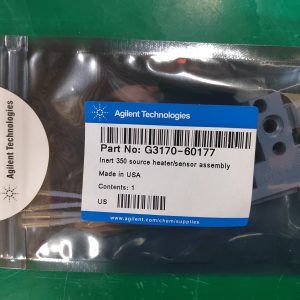 Agilent Technologies
Agilent Technologies
Part No: G3170-60177
Inert 350 source heater/sensor assembly
Made in USA
Contents: 1
US
www.agilent.com/chem/supplies